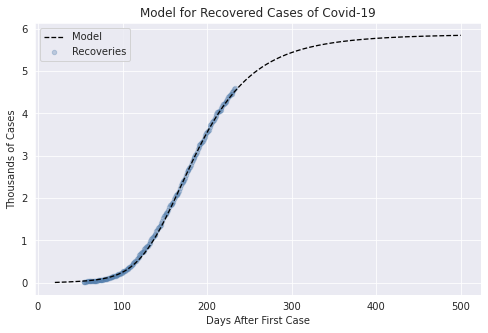 Model for Recovered Cases of Covid-19
Model
Recoveries
6
5
4
3
2
1
0
Thousands of Cases
0 100 200 300 400 500
Days After First Case